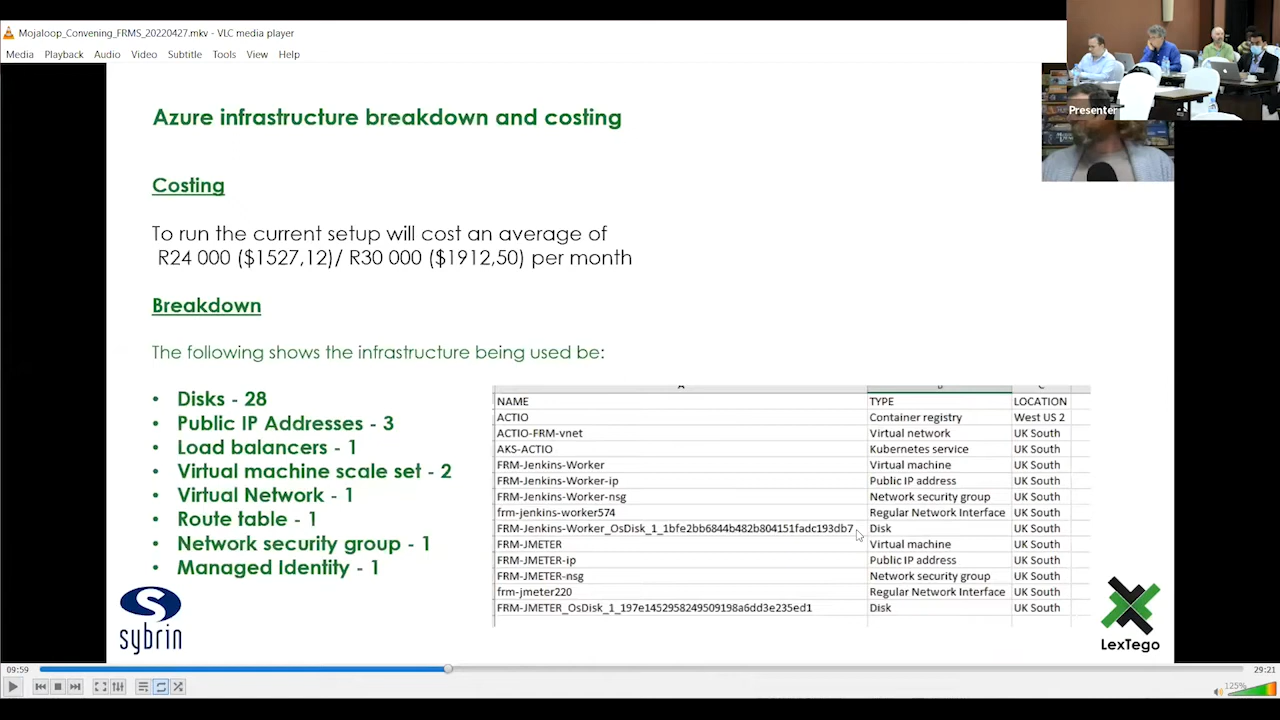 Mojaloop_Convening_FRMS_20220427.mkv - VLC media player
Media Playback Audio Video Subtitle Tools View Help
Presenter
Azure infrastructure breakdown and costing
Costing
To run the current setup will cost an average of
R24 000 ($1527,12)/ R30 000 ($1912,50) per month
Breakdown
The following shows the infrastructure being used be:
• Disks - 28
• Public IP Addresses - 3
• Load balancers - 1
• Virtual machine scale set - 2
• Virtual Network - 1
• Route table - 1
• Network security group - 1
• Managed Identity - 1
NAME TYPE LOCATION
ACTIO Container registry West US 2
ACTIO-FRM-vnet Virtual network UK South
AKS-ACTIO Kubernetes service UK South
FRM-Jenkins-Worker Virtual machine UK South
FRM-Jenkins-Worker-ip Public IP address UK South
FRM-Jenkins-Worker-nsg Network security group UK South
frm-jenkins-worker574 Regular Network Interface UK South
FRM-Jenkins-Worker_OsDisk_1_1bfe2bb6844b482b804151fadc193db7 Disk UK South
FRM-JMETER Virtual machine UK South
FRM-JMETER-ip Public IP address UK South
FRM-JMETER-nsg Network security group UK South
frm-jmeter220 Regular Network Interface UK South
FRM-JMETER_OsDisk_1_197e1452958249509198a6dd3e235ed1 Disk UK South
sybrin
LexTego
09:59
29:21
125%